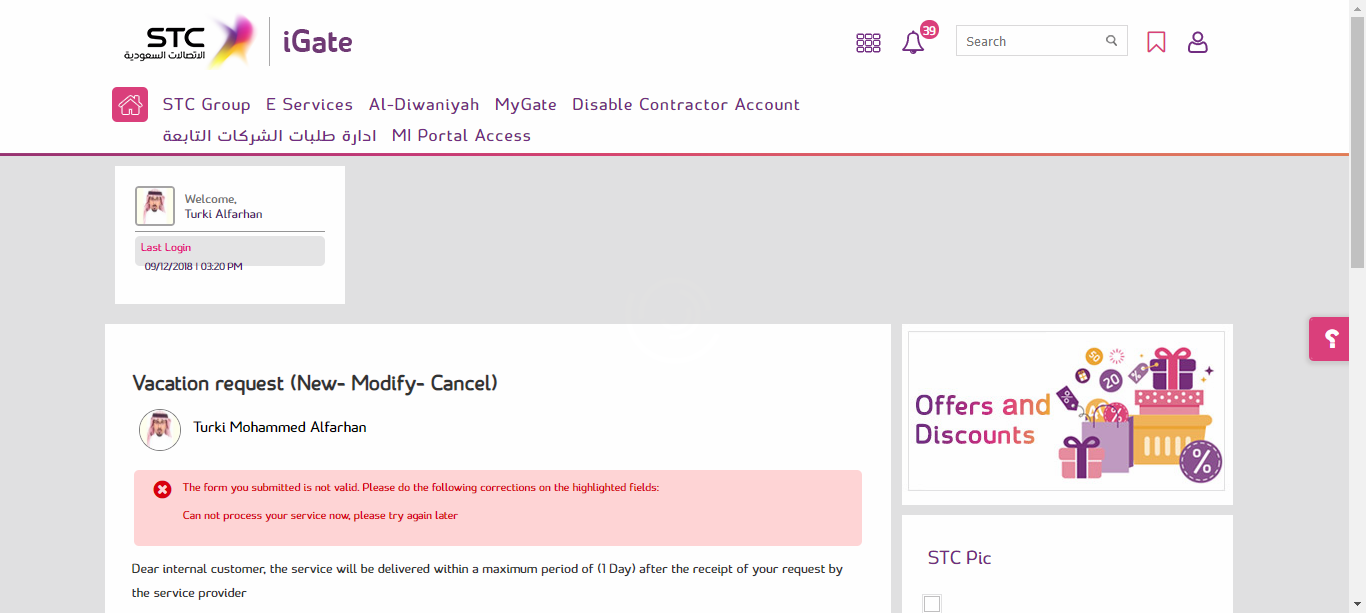 STC
الاتصالات السعودية
iGate
39
Search
STC Group E Services Al-Diwaniyah MyGate Disable Contractor Account
ادارة طلبات الشركات التابعة MI Portal Access
Welcome,
Turki Alfarhan
Last Login
09/12/2018 | 03:20 PM
؟
Vacation request (New- Modify- Cancel)
Turki Mohammed Alfarhan
The form you submitted is not valid. Please do the following corrections on the highlighted fields:
Can not process your service now, please try again later
Dear internal customer, the service will be delivered within a maximum period of (1 Day) after the receipt of your request by
the service provider
Offers and
Discounts
50
20
%
%
%
%
STC Pic